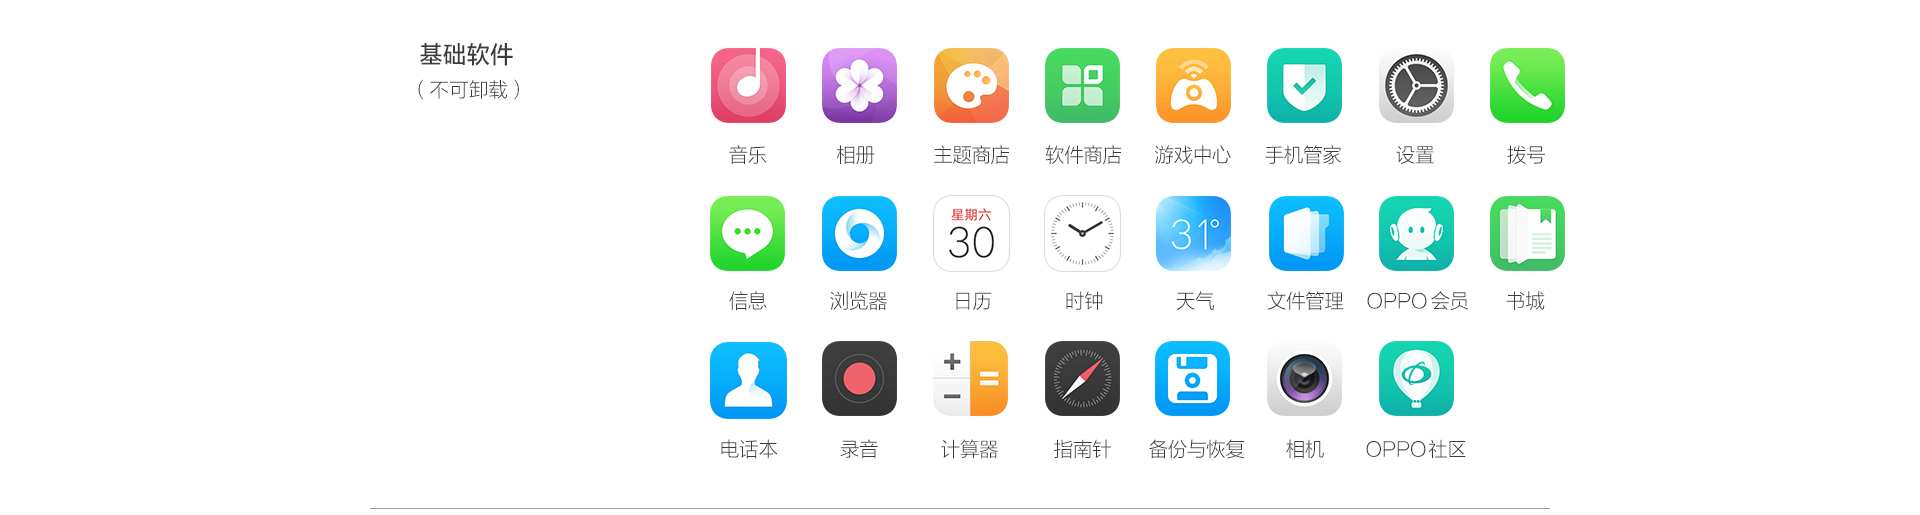 基础软件
（不可卸载）
音乐 相册 主题商店 软件商店 游戏中心 手机管家 设置 拨号
星期六
30
31°
信息 浏览器 日历 时钟 天气 文件管理 OPPO会员 书城
电话本 录音 计算器 指南针 备份与恢复 相机 OPPO社区